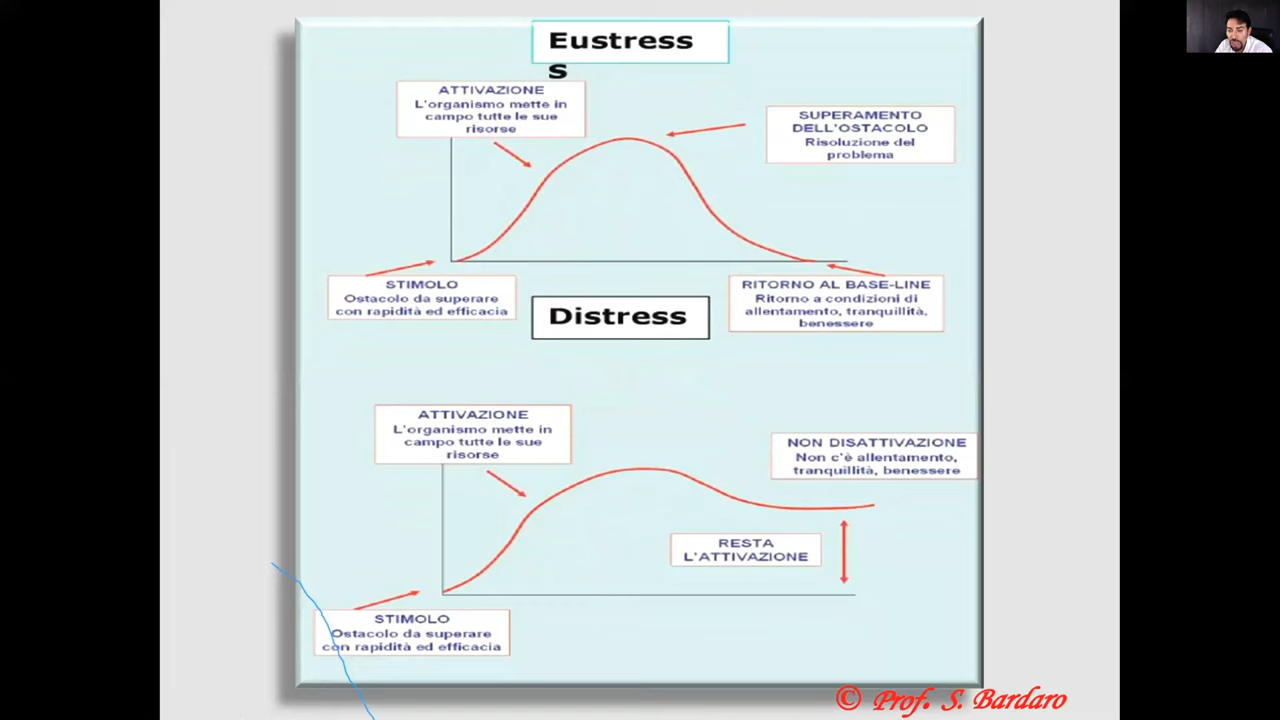 Eustress
s
ATTIVAZIONE
L'organismo mette in
campo tutte le sue
risorse
SUPERAMENTO
DELL'OSTACOLO
Risoluzione del
problema
STIMOLO
Ostacolo da superare
con rapidità ed efficacia
RITORNO AL BASE-LINE
Ritorno a condizioni di
allentamento, tranquillità,
benessere
Distress
ATTIVAZIONE
L'organismo mette in
campo tutte le sue
risorse
NON DISATTIVAZIONE
Non c'è allentamento,
tranquillità, benessere
RESTA
L'ATTIVAZIONE
STIMOLO
Ostacolo da superare
con rapidità ed efficacia
© Prof. S. Bardaro